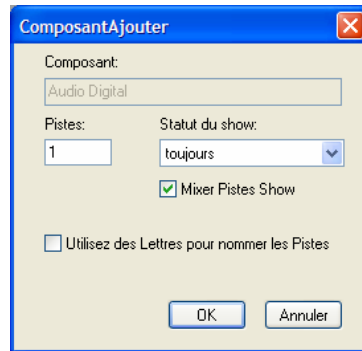 ComposantAjouter
Composant:
Audio Digital
Pistes: Statut du show:
1 toujours
Mixer Pistes Show
Utilisez des Lettres pour nommer les Pistes
OK Annuler